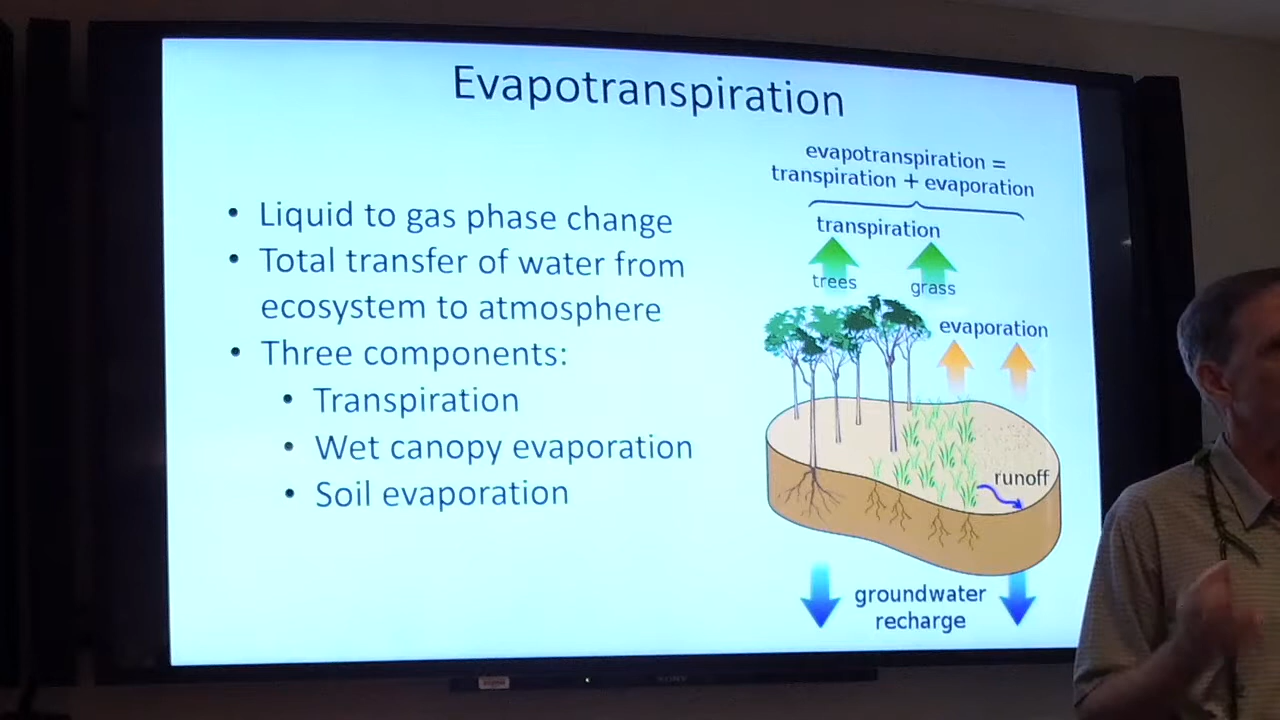 Evapotranspiration
• Liquid to gas phase change
• Total transfer of water from
ecosystem to atmosphere
• Three components:
• Transpiration
• Wet canopy evaporation
• Soil evaporation
evapotranspiration =
transpiration + evaporation
transpiration
trees
grass
evaporation
runoff
groundwater
recharge
SONY